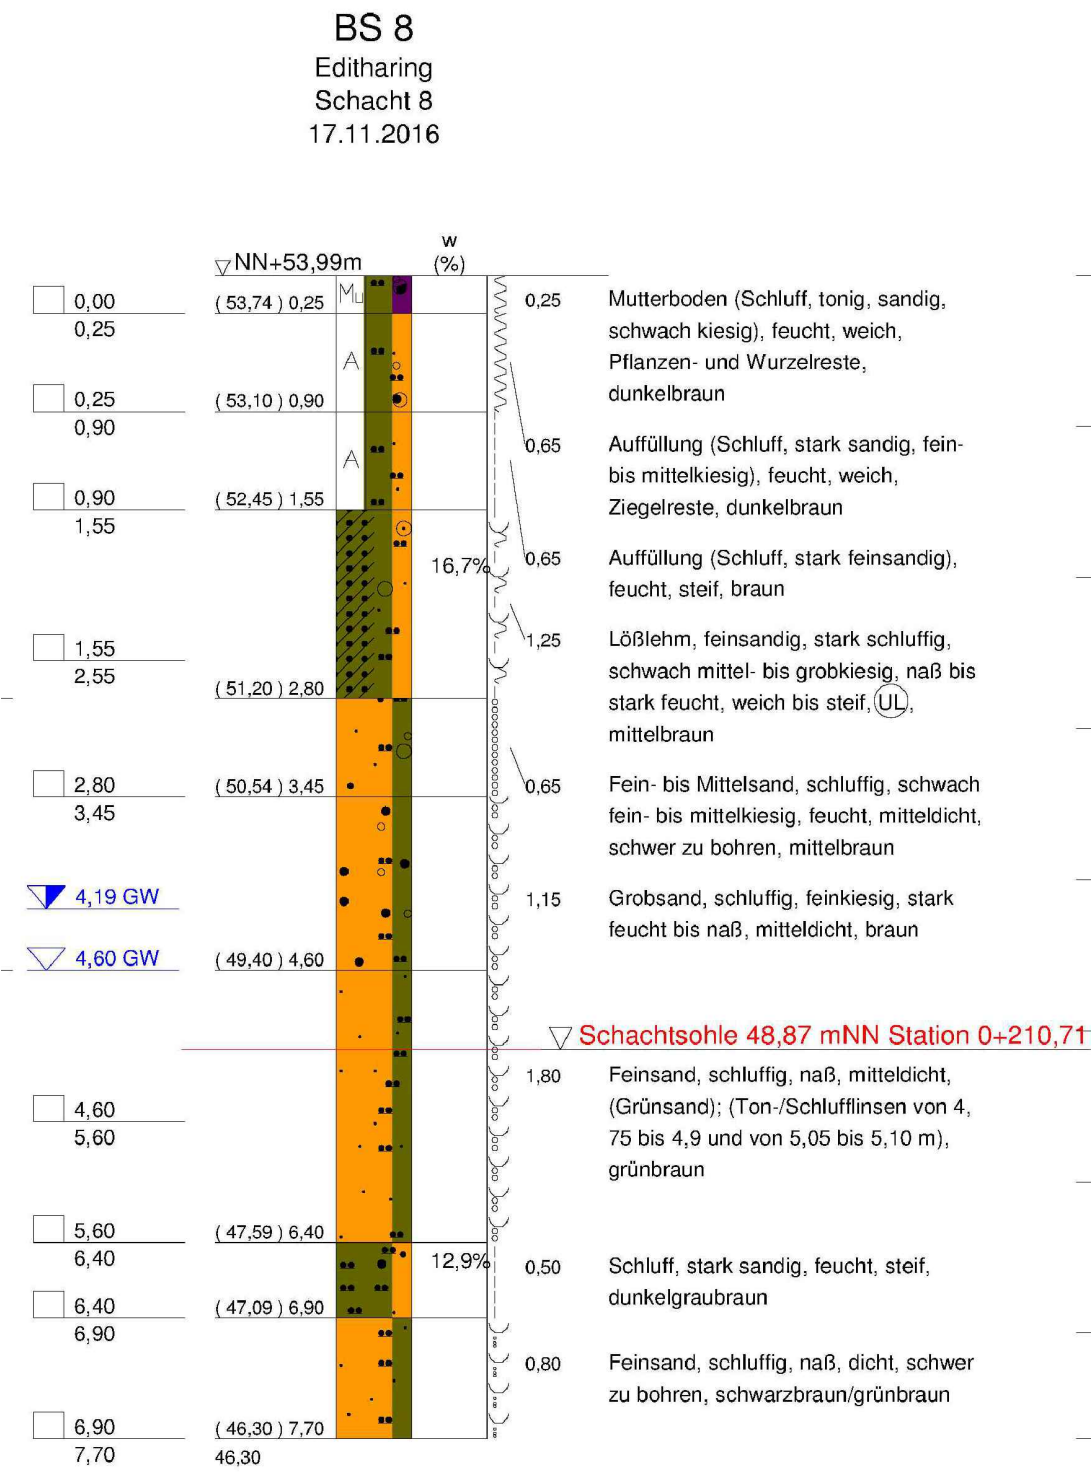 BS 8
Editharing
Schacht 8
17.11.2016
w
(%)
NN+53,99m
0,00
0,25
(53,74) 0,25
Mu
0,25
Mutterboden (Schluff, tonig, sandig,
schwach kiesig), feucht, weich,
Pflanzen- und Wurzelreste,
dunkelbraun
A
0,25
0,90
(53,10) 0,90
0,65
Auffüllung (Schluff, stark sandig, fein-
bis mittelkiesig), feucht, weich,
Ziegelreste, dunkelbraun
A
0,90
1,55
(52,45) 1,55
16,7%
0,65
Auffüllung (Schluff, stark feinsandig),
feucht, steif, braun
1,55
2,55
(51,20) 2,80
1,25
Lößlehm, feinsandig, stark schluffig,
schwach mittel- bis grobkiesig, naß bis
stark feucht, weich bis steif, UL,
mittelbraun
2,80
3,45
(50,54) 3,45
0,65
Fein- bis Mittelsand, schluffig, schwach
fein- bis mittelkiesig, feucht, mitteldicht,
schwer zu bohren, mittelbraun
4,19 GW
4,60 GW
(49,40) 4,60
1,15
Grobsand, schluffig, feinkiesig, stark
feucht bis naß, mitteldicht, braun
Schachtsohle 48,87 mNN Station 0+210,71
4,60
5,60
1,80
Feinsand, schluffig, naß, mitteldicht,
(Grünsand); (Ton-/Schlufflinsen von 4,
75 bis 4,9 und von 5,05 bis 5,10 m),
grünbraun
5,60
6,40
(47,59) 6,40
12,9%
0,50
Schluff, stark sandig, feucht, steif,
dunkelgraubraun
6,40
6,90
(47,09) 6,90
0,80
Feinsand, schluffig, naß, dicht, schwer
zu bohren, schwarzbraun/grünbraun
6,90
7,70
(46,30) 7,70
46,30